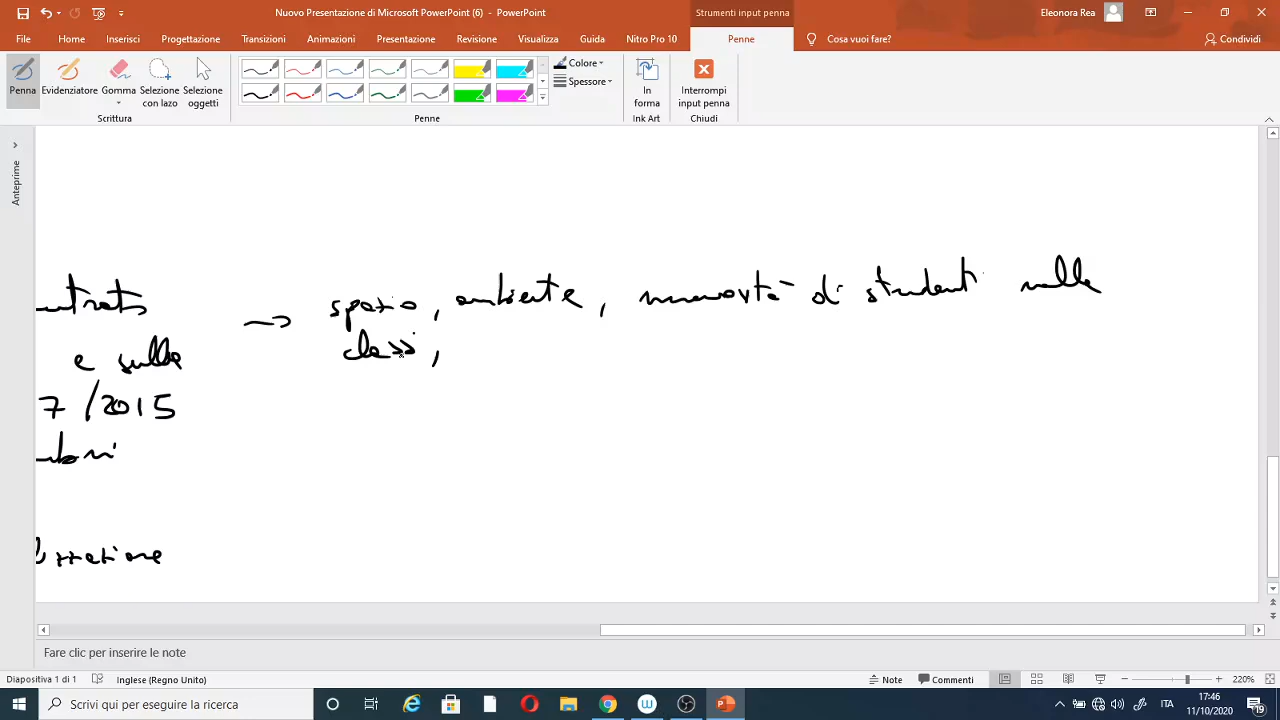 Nuovo Presentazione di Microsoft PowerPoint (6) - PowerPoint
Strumenti input penna
Eleonora Rea
File Home Inserisci Progettazione Transizioni Animazioni Presentazione Revisione Visualizza Guida Nitro Pro 10 Penne Cosa vuoi fare? Condividi
Penna Evidenziatore Gomma Selezione con lazo Selezione oggetti
Colore
Spessore
In forma
Interrompi input penna
Scrittura Penne Ink Art Chiudi
Anteprime
spazio, ambiente, numerosità di studenti nelle
classi,
e sulle
7 /2015
Fare clic per inserire le note
Diapositiva 1 di 1 Inglese (Regno Unito) Note Commenti 220%
Scrivi qui per eseguire la ricerca
ITA
17:46
11/10/2020